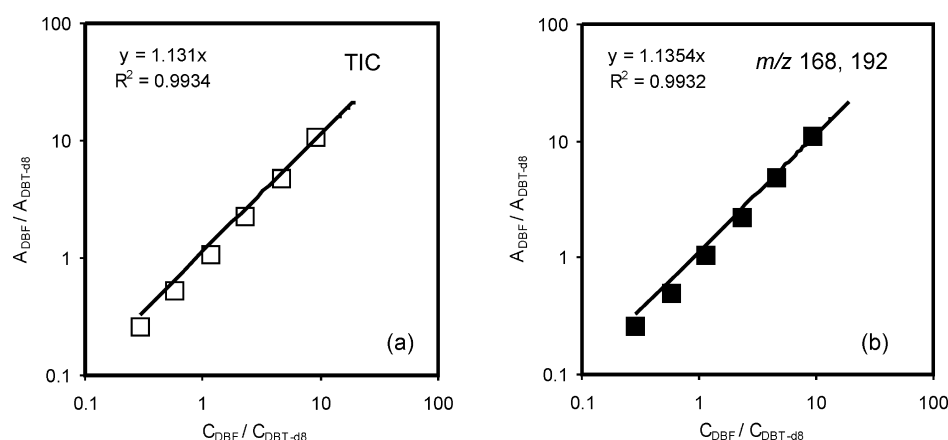 100
10
1
0.1
y = 1.131x
R² = 0.9934
TIC
(a)
0.1 1 10 100
A_DBF / A_DBT-d8
C_DBF / C_DBT-d8
100
10
1
0.1
y = 1.1354x
R² = 0.9932
m/z 168, 192
(b)
0.1 1 10 100
A_DBF / A_DBT-d8
C_DBF / C_DBT-d8